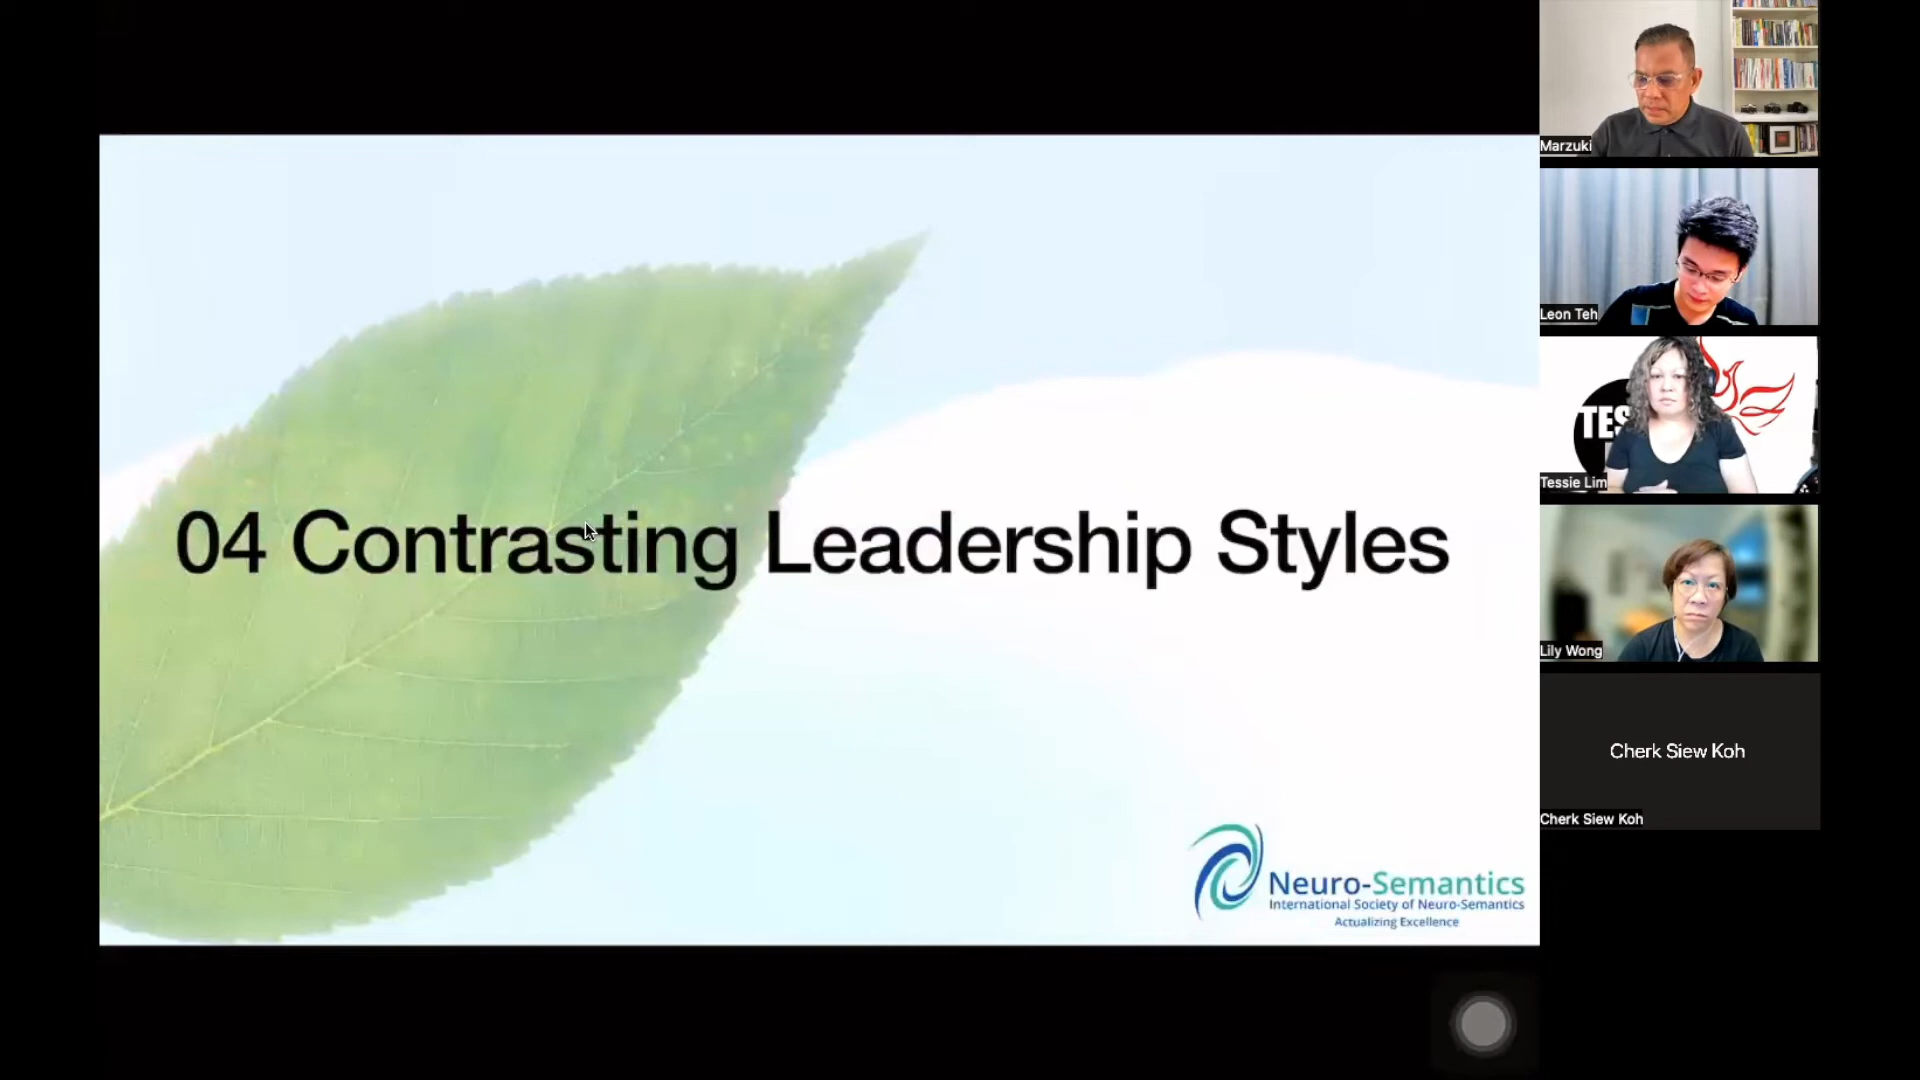 04 Contrasting Leadership Styles
Neuro-Semantics
International Society of Neuro-Semantics
Actualizing Excellence
Marzuki
Leon Teh
TES
Tessie Lim
Lily Wong
Cherk Siew Koh
Cherk Siew Koh